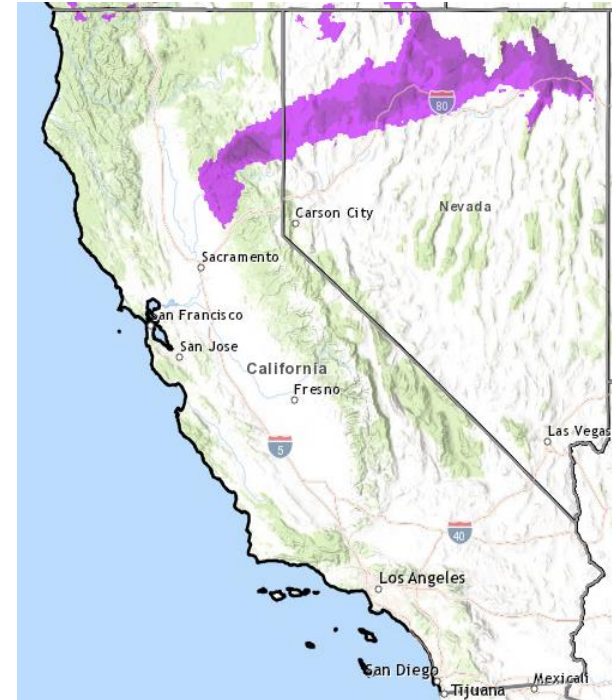 80
Nevada
Carson City
Sacramento
San Francisco
San Jose
California
Fresno
5
Las Vegas
40
Los Angeles
San Diego
Tijuana
Mexicali